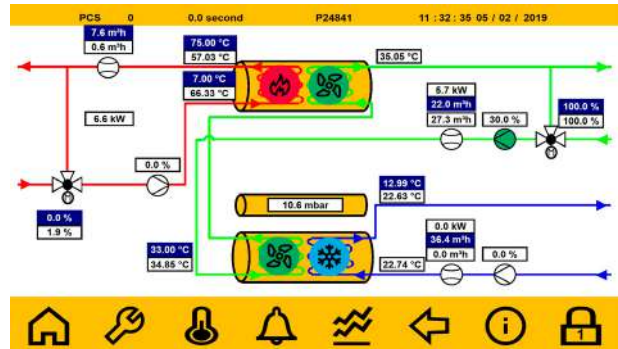 PCS 0 0.0 second P24841 11 : 32 : 35 05 / 02 / 2019
7.6 m³h
0.6 m³h
75.00 °C
57.03 °C
35.05 °C
7.00 °C
66.33 °C
6.6 kW
5.7 kW
22.0 m³h
27.3 m³h
30.0 %
100.0 %
100.0 %
0.0 %
M
M
0.0 %
1.9 %
10.6 mbar
12.99 °C
22.63 °C
33.00 °C
34.85 °C
0.0 kW
36.4 m³h
0.0 m³h
0.0 %
22.74 °C
i
1